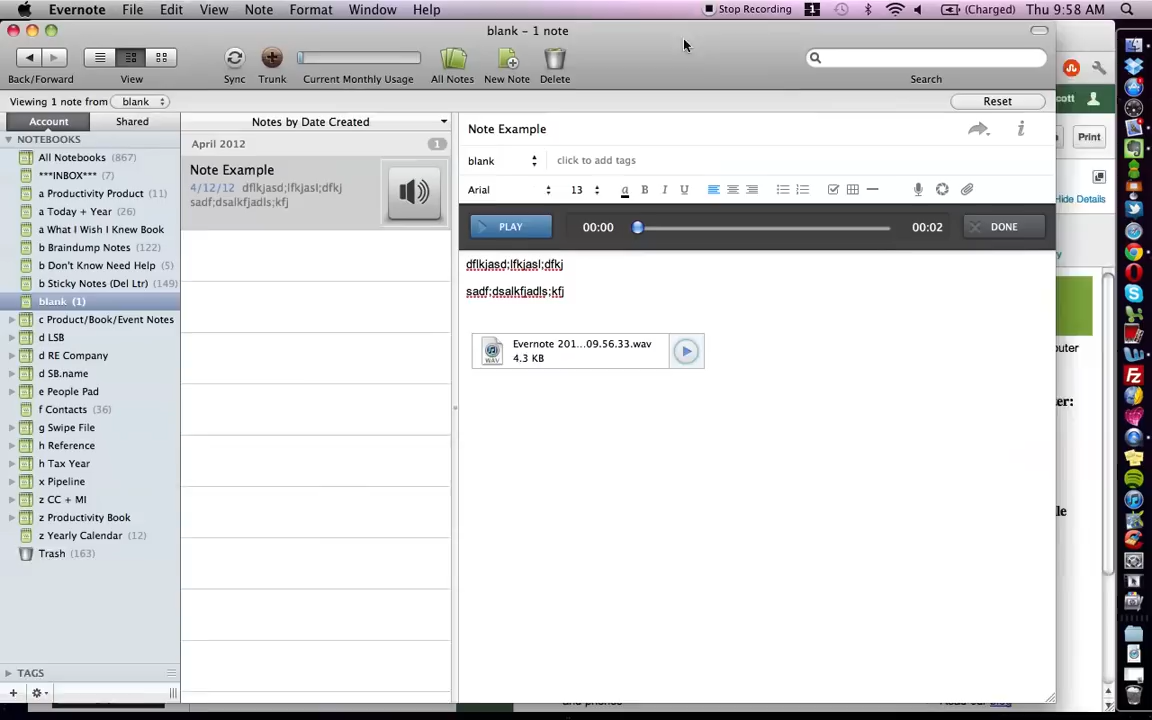 Evernote File Edit View Note Format Window Help
Stop Recording 1 (Charged) Thu 9:58 AM
blank – 1 note
Back/Forward View Sync Trunk Current Monthly Usage All Notes New Note Delete Search
Viewing 1 note from blank Reset
Account Shared
NOTEBOOKS
All Notebooks (867)
***INBOX*** (7)
a Productivity Product (11)
a Today + Year (26)
a What I Wish I Knew Book
b Braindump Notes (122)
b Don't Know Need Help (5)
b Sticky Notes (Del Ltr) (149)
blank (1)
c Product/Book/Event Notes
d LSB
d RE Company
d SB.name
e People Pad
f Contacts (36)
g Swipe File
h Reference
h Tax Year
x Pipeline
z CC + MI
z Productivity Book
z Yearly Calendar (12)
Trash (163)
TAGS
Notes by Date Created
April 2012 1
Note Example
4/12/12 dflkjasd;lfkjasl;dfkj
sadf;dsalkfjadls;kfj
Note Example
blank click to add tags
Arial 13 a B I U
PLAY 00:00 00:02 DONE
dflkjasd;lfkjasl;dfkj
sadf;dsalkfjadls;kfj
Evernote 201...09.56.33.wav
4.3 KB
WAV
cott
Print
Hide Details
uter
er:
le